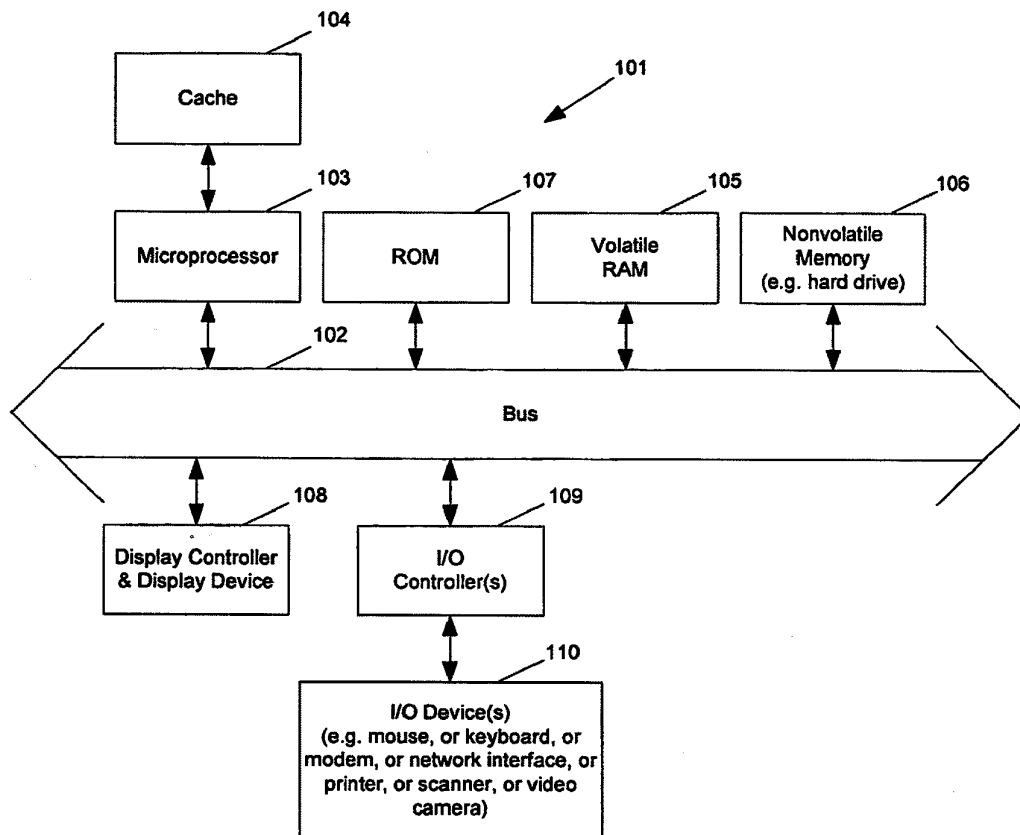 104
Cache
101
103
Microprocessor
107
ROM
105
Volatile
RAM
106
Nonvolatile
Memory
(e.g. hard drive)
102
Bus
108
Display Controller
& Display Device
109
I/O
Controller(s)
110
I/O Device(s)
(e.g. mouse, or keyboard, or
modem, or network interface, or
printer, or scanner, or video
camera)